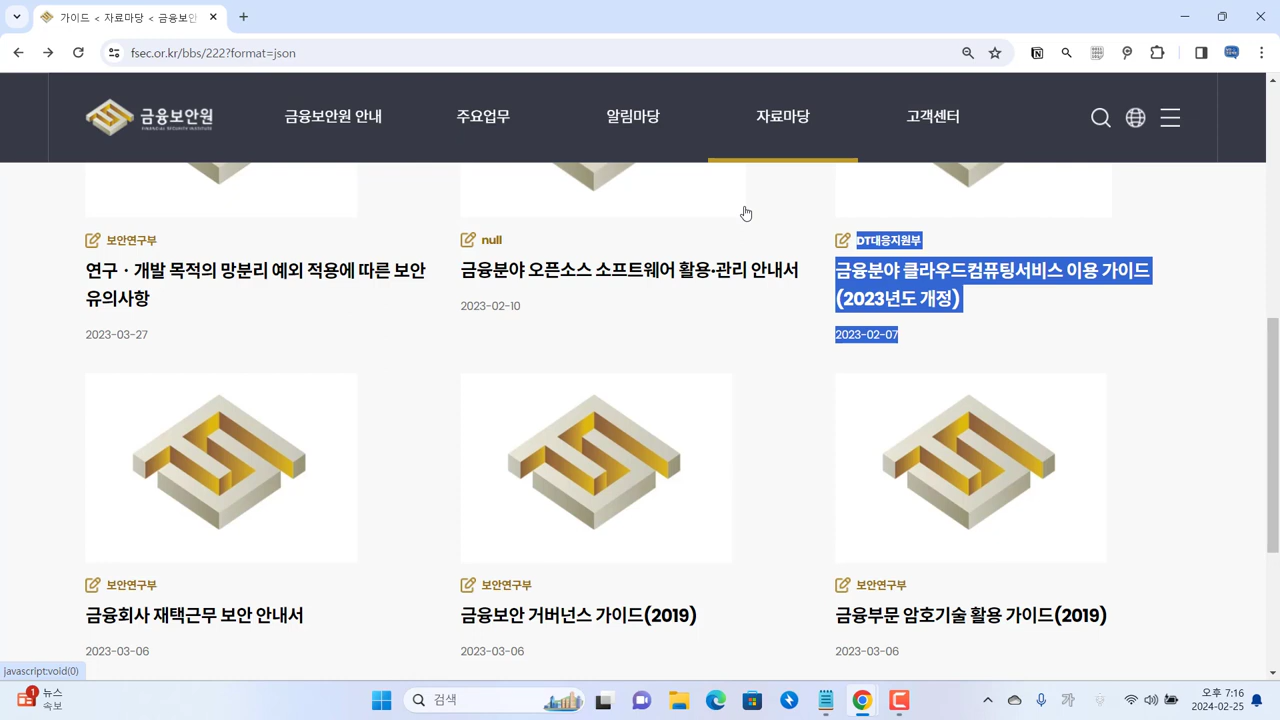 가이드 < 자료마당 < 금융보안
fsec.or.kr/bbs/222?format=json
금융보안원
FINANCIAL SECURITY INSTITUTE
금융보안원 안내
주요업무
알림마당
자료마당
고객센터
보안연구부
연구 · 개발 목적의 망분리 예외 적용에 따른 보안
유의사항
2023-03-27
null
금융분야 오픈소스 소프트웨어 활용·관리 안내서
2023-02-10
DT대응지원부
금융분야 클라우드컴퓨팅서비스 이용 가이드
(2023년도 개정)
2023-02-07
보안연구부
금융회사 재택근무 보안 안내서
2023-03-06
보안연구부
금융보안 거버넌스 가이드(2019)
2023-03-06
보안연구부
금융부문 암호기술 활용 가이드(2019)
2023-03-06
javascript:void(0)
1
뉴스
속보
검색
가
오후 7:16
2024-02-25